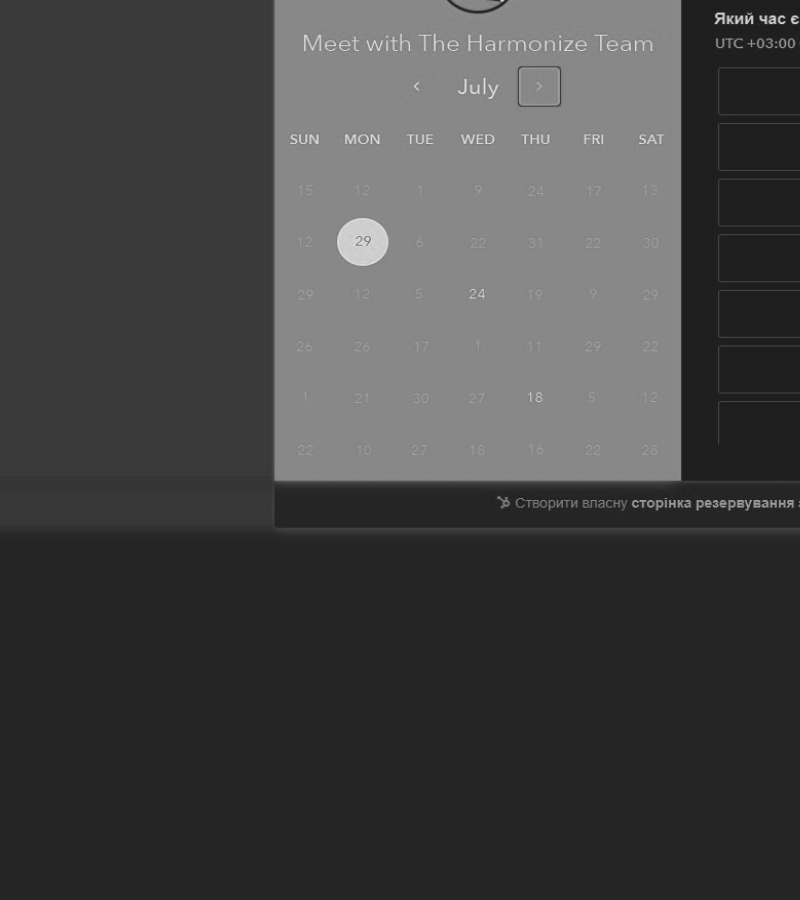 Meet with The Harmonize Team
July
SUN MON TUE WED THU FRI SAT
15 12 1 9 24 17 13
12 29 6 22 31 22 30
29 12 5 24 19 9 29
26 26 17 1 11 29 22
1 21 30 27 18 5 12
22 10 27 18 16 22 28
Який час є
UTC +03:00
Створити власну сторінка резервування